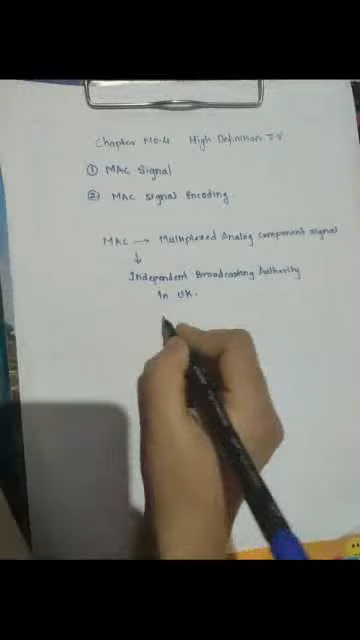 Chapter No-4 High Definition T.V
① MAC Signal
② MAC Signal Encoding.
MAC → Multiplexed Analog Component signal
↓
Independent Broadcasting Authority
In UK.